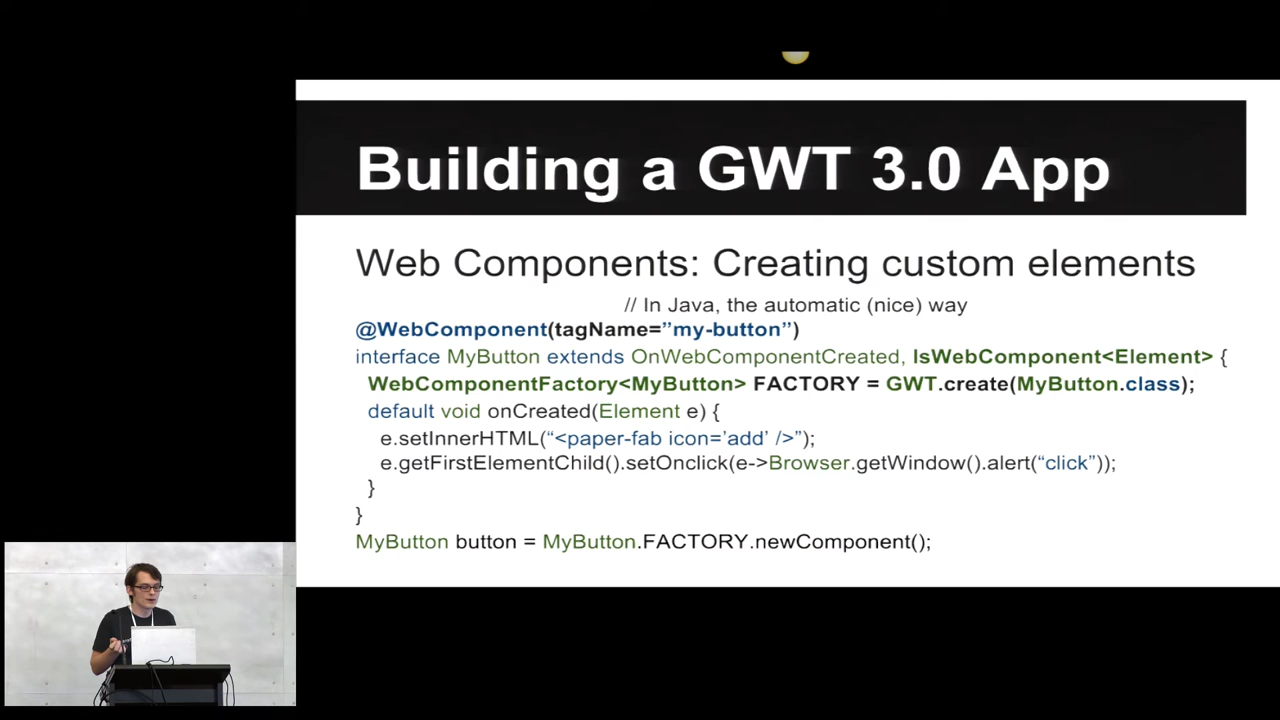 Building a GWT 3.0 App
Web Components: Creating custom elements
// In Java, the automatic (nice) way
@WebComponent(tagName=”my-button”)
interface MyButton extends OnWebComponentCreated, IsWebComponent<Element> {
WebComponentFactory<MyButton> FACTORY = GWT.create(MyButton.class);
default void onCreated(Element e) {
e.setInnerHTML(“<paper-fab icon=’add’ />”);
e.getFirstElementChild().setOnclick(e->Browser.getWindow().alert(“click”));
}
}
MyButton button = MyButton.FACTORY.newComponent();